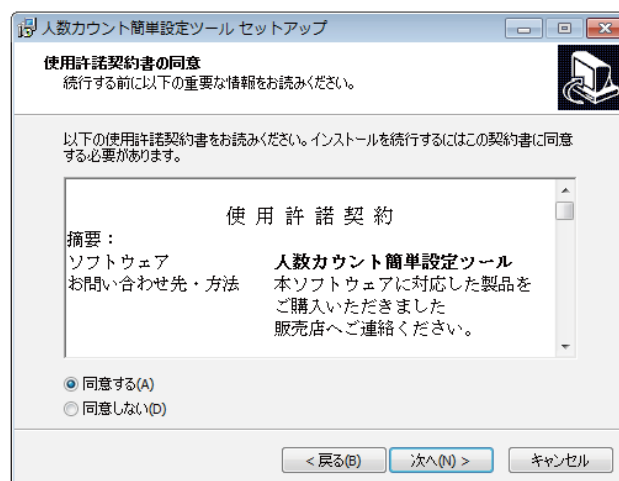 人数カウント簡単設定ツール セットアップ
使用許諾契約書の同意
続行する前に以下の重要な情報をお読みください。
以下の使用許諾契約書をお読みください。インストールを続行するにはこの契約書に同意
する必要があります。
使 用 許 諾 契 約
摘要：
ソフトウェア 人数カウント簡単設定ツール
お問い合わせ先・方法 本ソフトウェアに対応した製品を
ご購入いただきました
販売店へご連絡ください。
同意する(A)
同意しない(D)
< 戻る(B) 次へ(N) > キャンセル